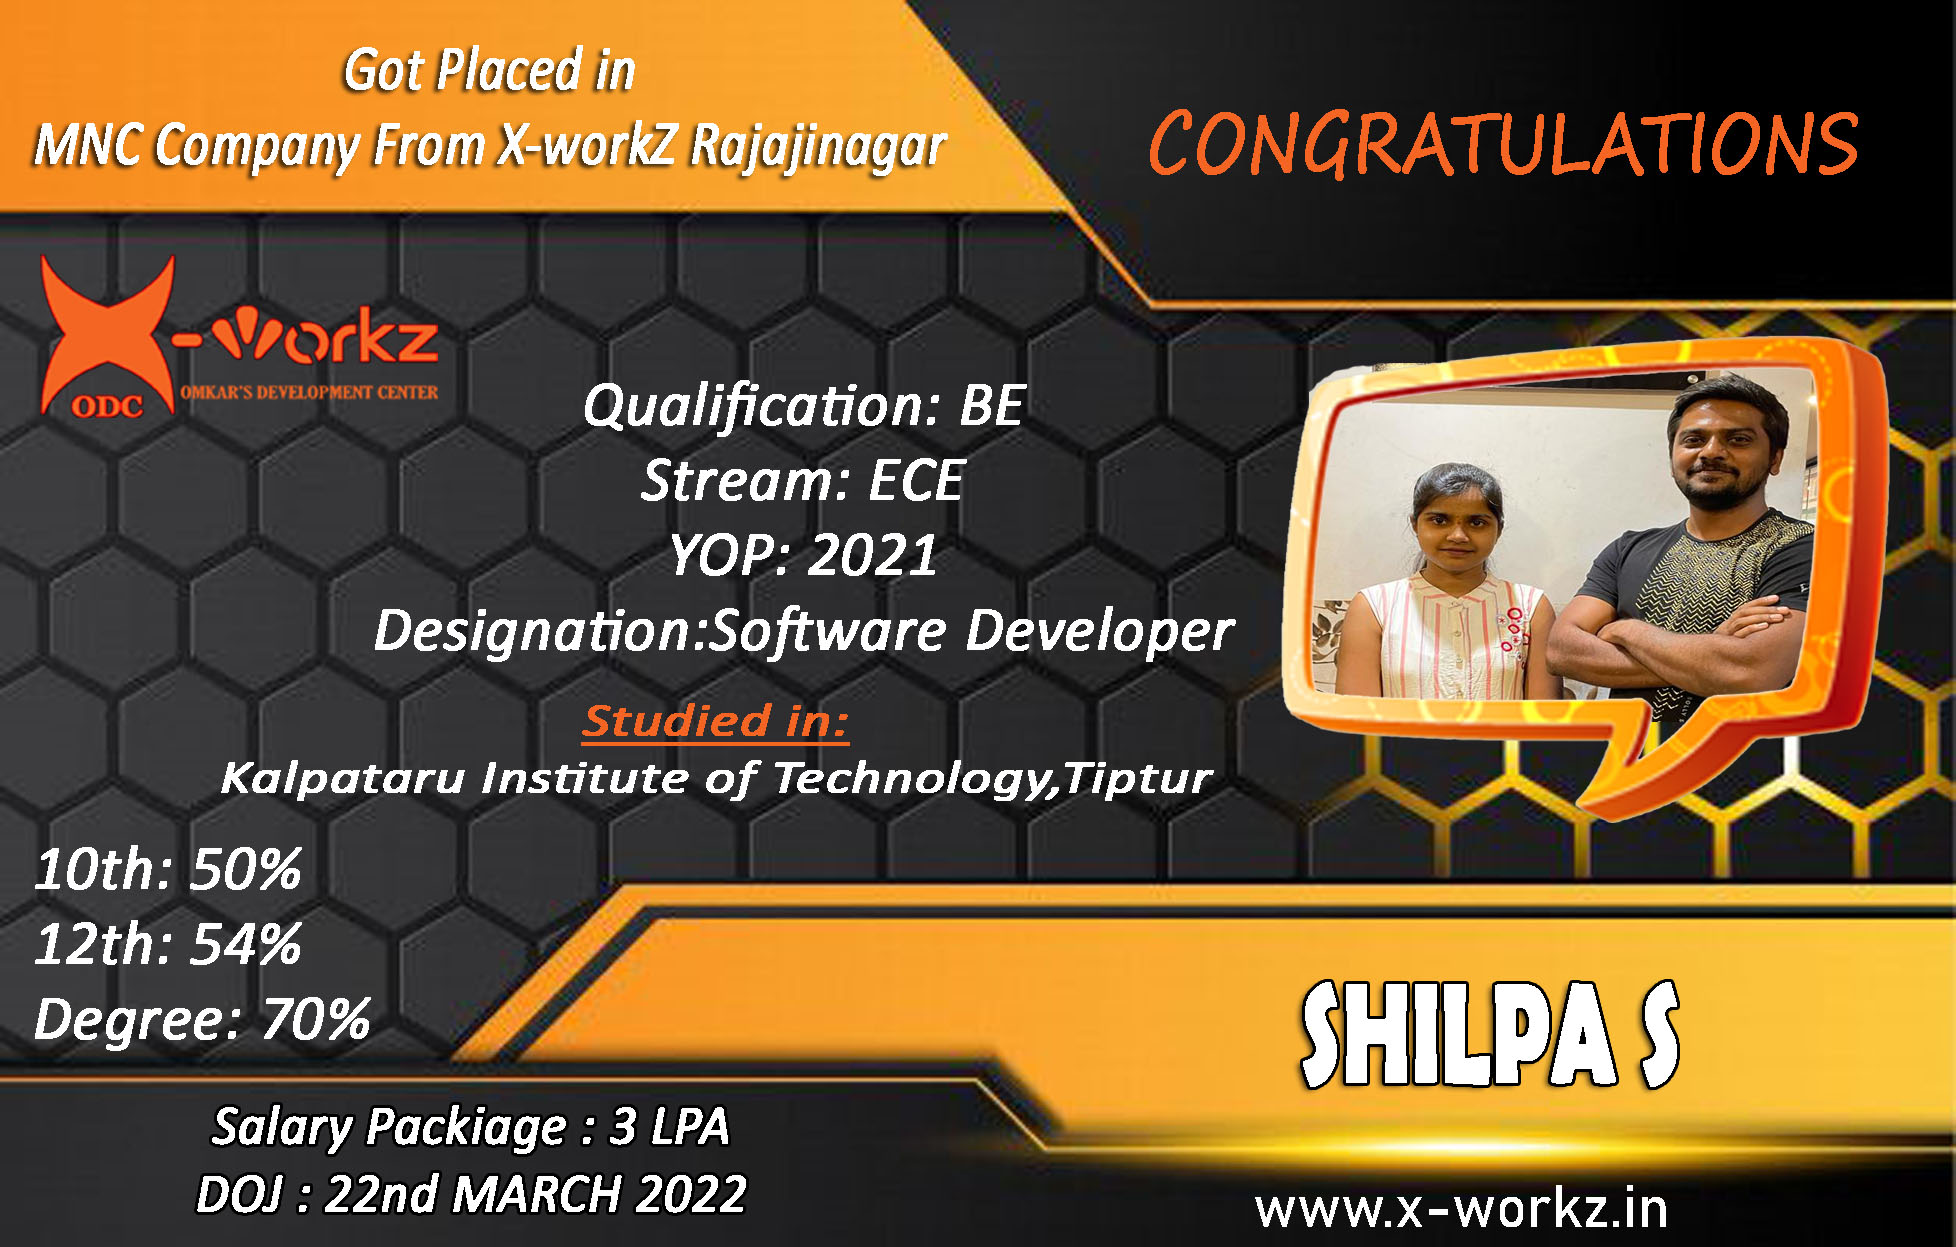 Got Placed in
MNC Company From X-workZ Rajajinagar
CONGRATULATIONS
X-Workz
ODC
OMKAR'S DEVELOPMENT CENTER
Qualification: BE
Stream: ECE
YOP: 2021
Designation:Software Developer
Studied in:
Kalpataru Institute of Technology,Tiptur
10th: 50%
12th: 54%
Degree: 70%
SHILPA S
Salary Packiage : 3 LPA
DOJ : 22nd MARCH 2022
www.x-workz.in